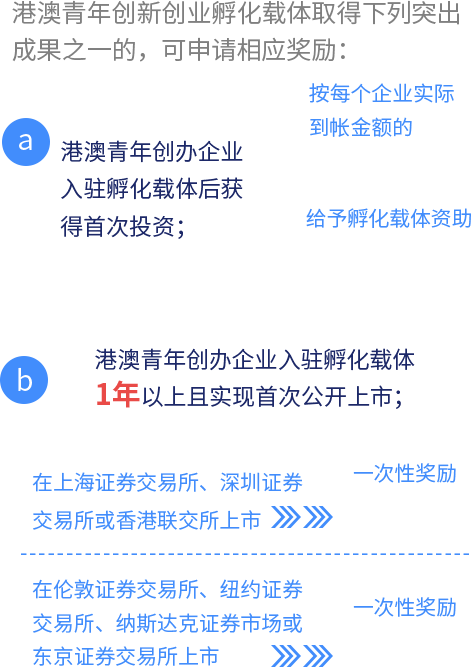 港澳青年创新创业孵化载体取得下列突出
成果之一的，可申请相应奖励：
按每个企业实际
到帐金额的
a
港澳青年创办企业
入驻孵化载体后获
得首次投资；
给予孵化载体资助
b
港澳青年创办企业入驻孵化载体
1年以上且实现首次公开上市；
在上海证券交易所、深圳证券
交易所或香港联交所上市
一次性奖励
在伦敦证券交易所、纽约证券
交易所、纳斯达克证券市场或
东京证券交易所上市
一次性奖励